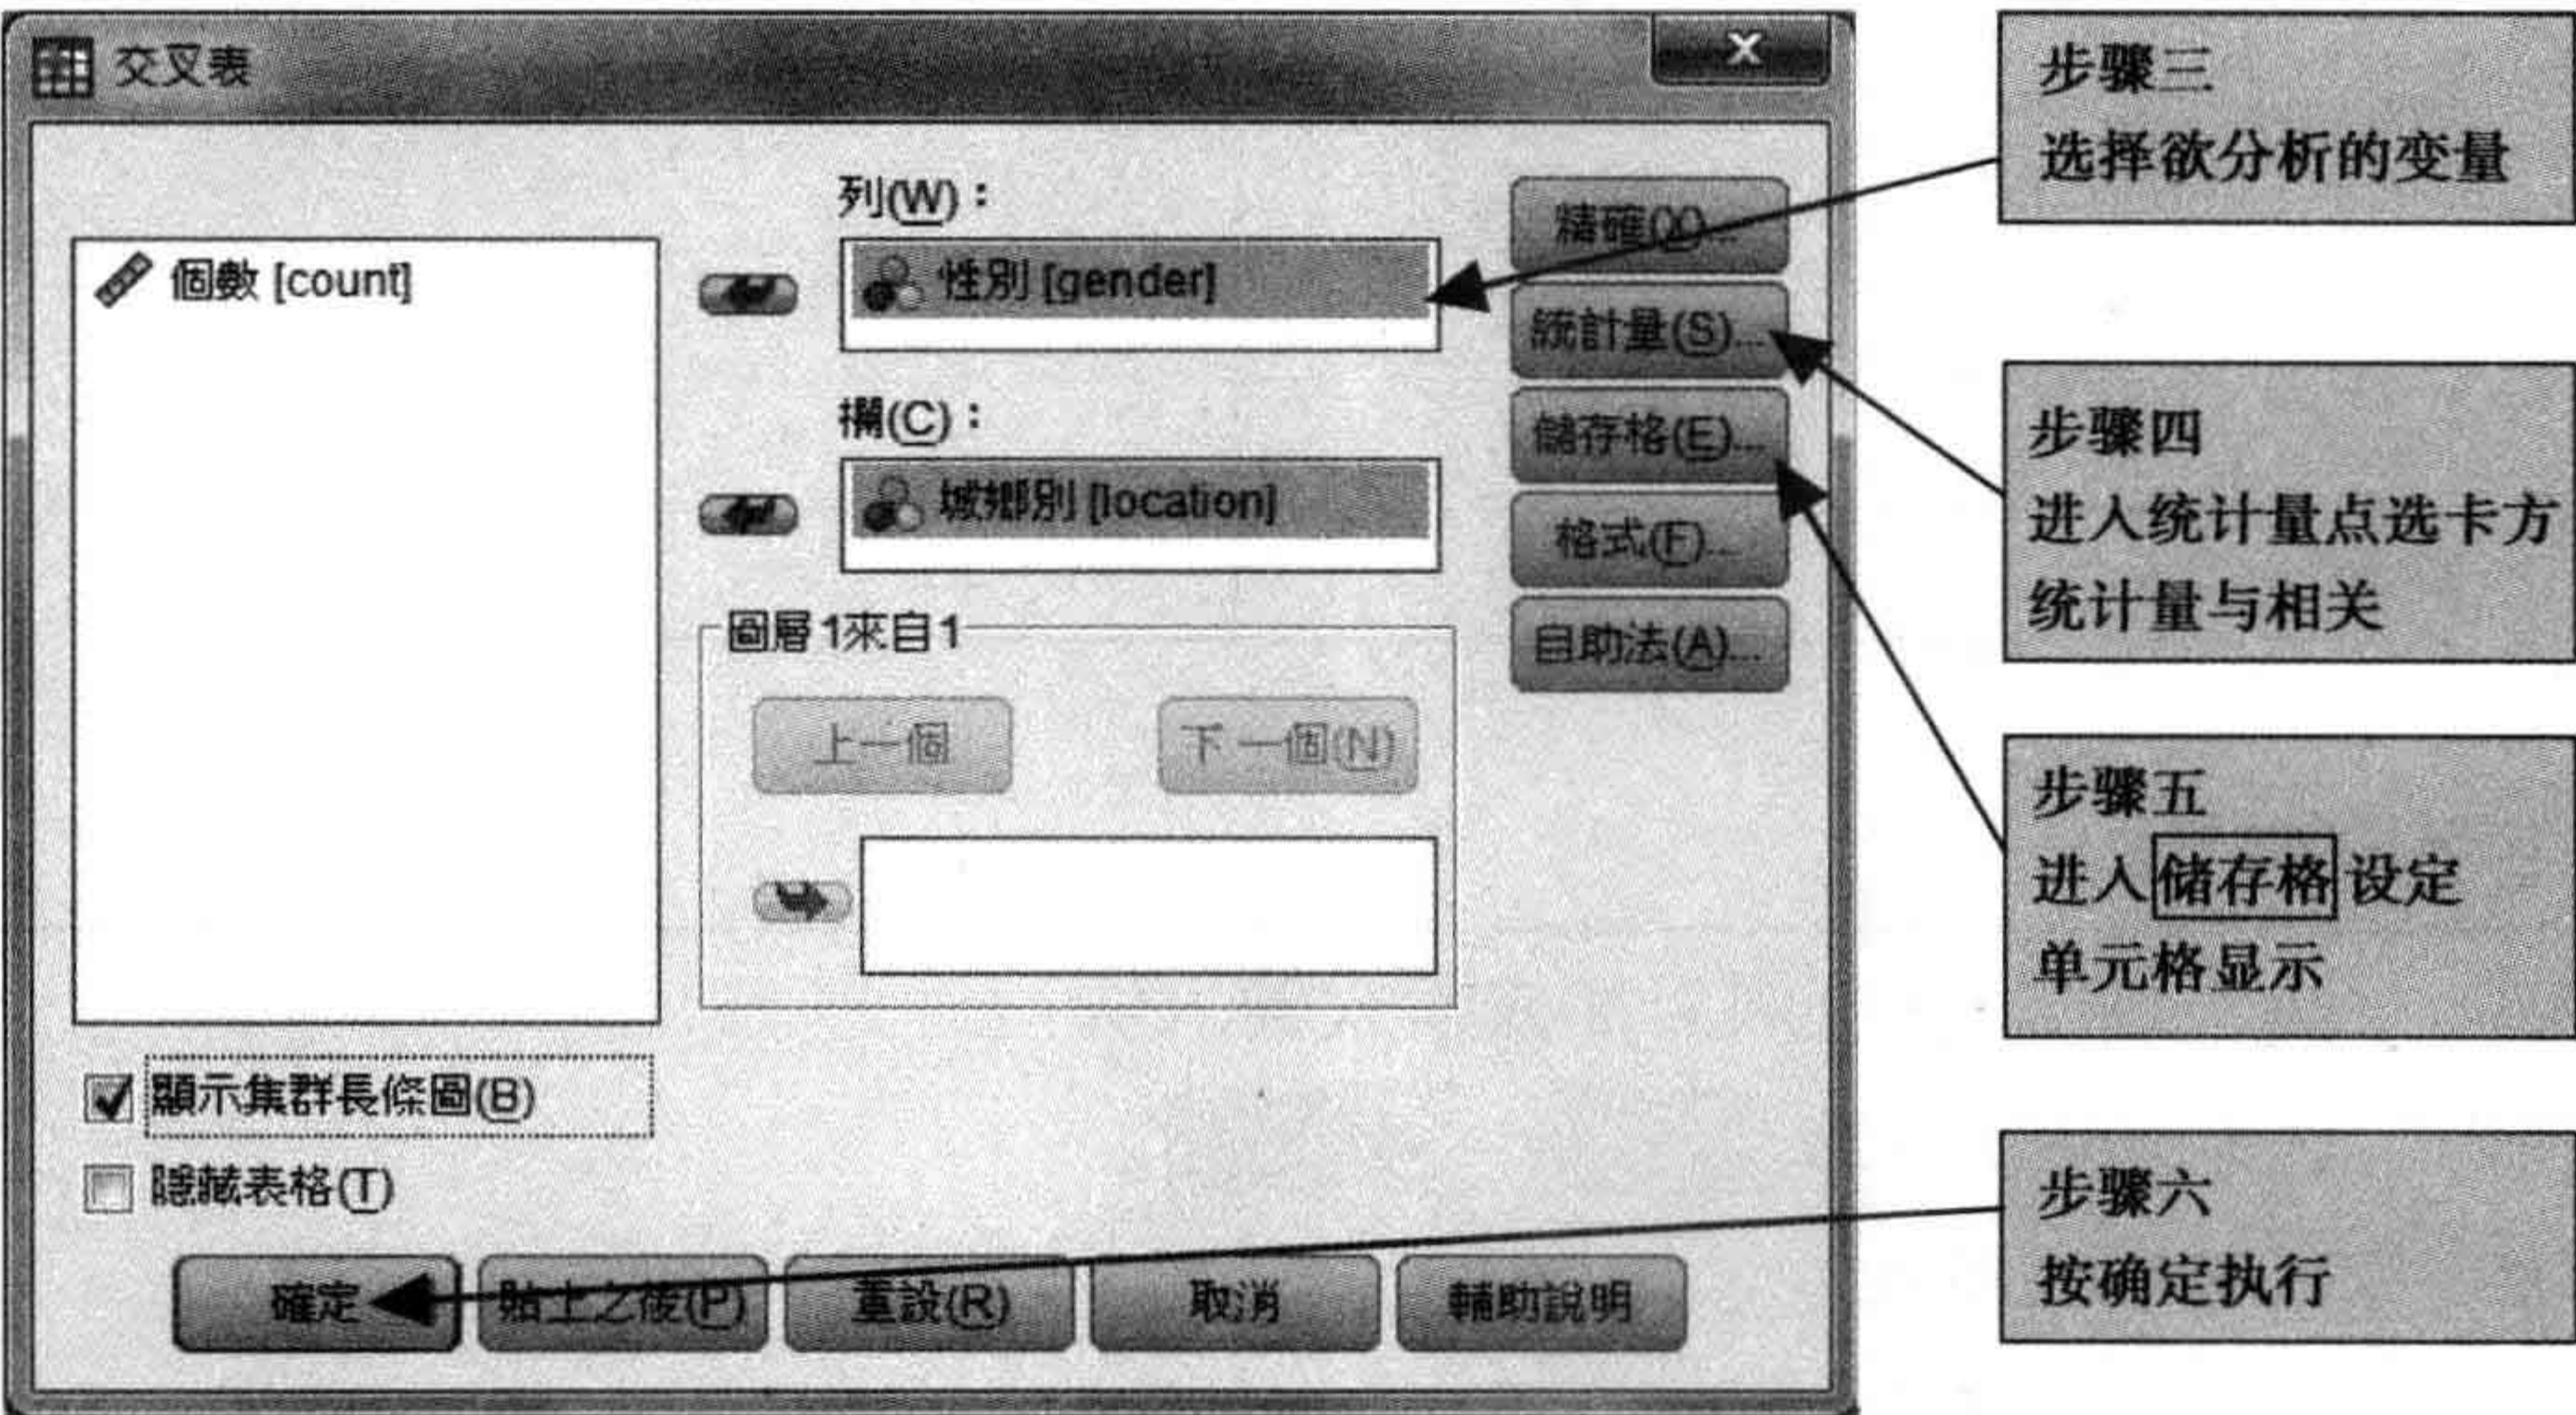 交叉表
列(W)：
性別 [gender]
個數 [count]
欄(C)：
城鄉別 [location]
圖層1來自1
上一個
下一個(N)
精確(X)...
統計量(S)...
儲存格(E)...
格式(F)...
自助法(A)...
顯示集群長條圖(B)
隱藏表格(T)
確定
貼上之後(P)
重設(R)
取消
輔助說明
步骤三
选择欲分析的变量
步骤四
进入统计量点选卡方
统计量与相关
步骤五
进入储存格设定
单元格显示
步骤六
按确定执行